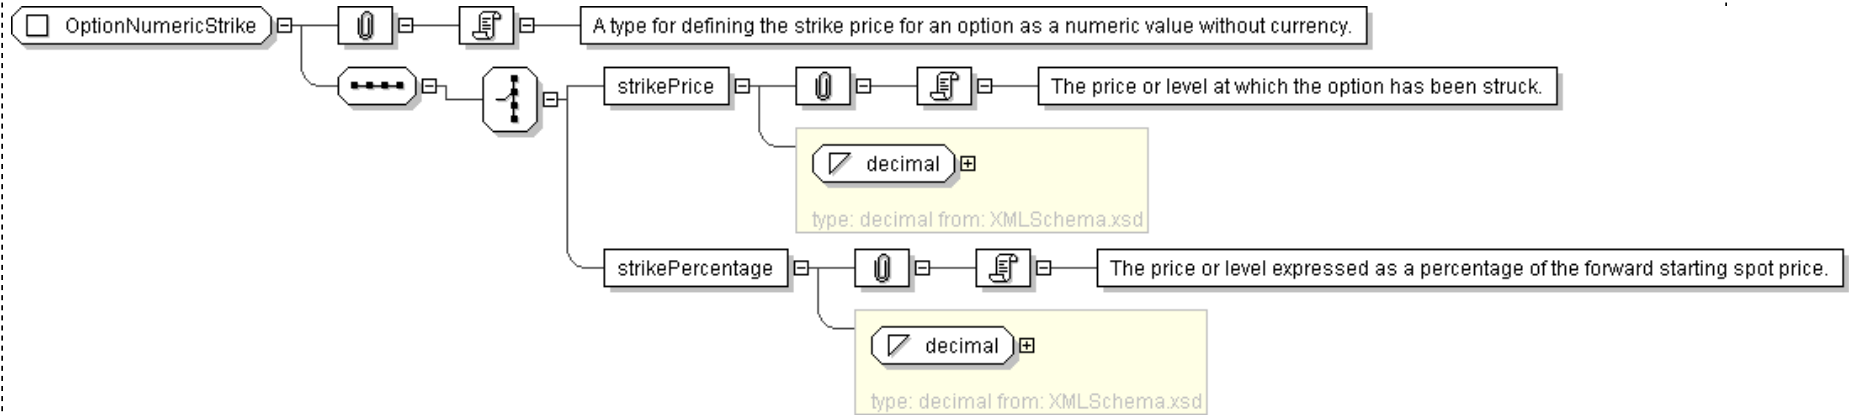 OptionNumericStrike
A type for defining the strike price for an option as a numeric value without currency.
strikePrice
The price or level at which the option has been struck.
decimal
type: decimal from: XMLSchema.xsd
strikePercentage
The price or level expressed as a percentage of the forward starting spot price.
decimal
type: decimal from: XMLSchema.xsd